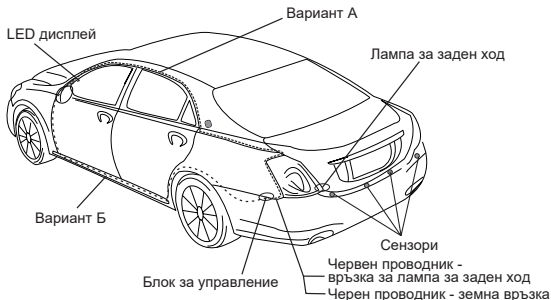 Вариант А
LED дисплей
Лампа за заден ход
Вариант Б
Сензори
Блок за управление
Червен проводник -
връзка за лампа за заден ход
Черен проводник - земна връзка